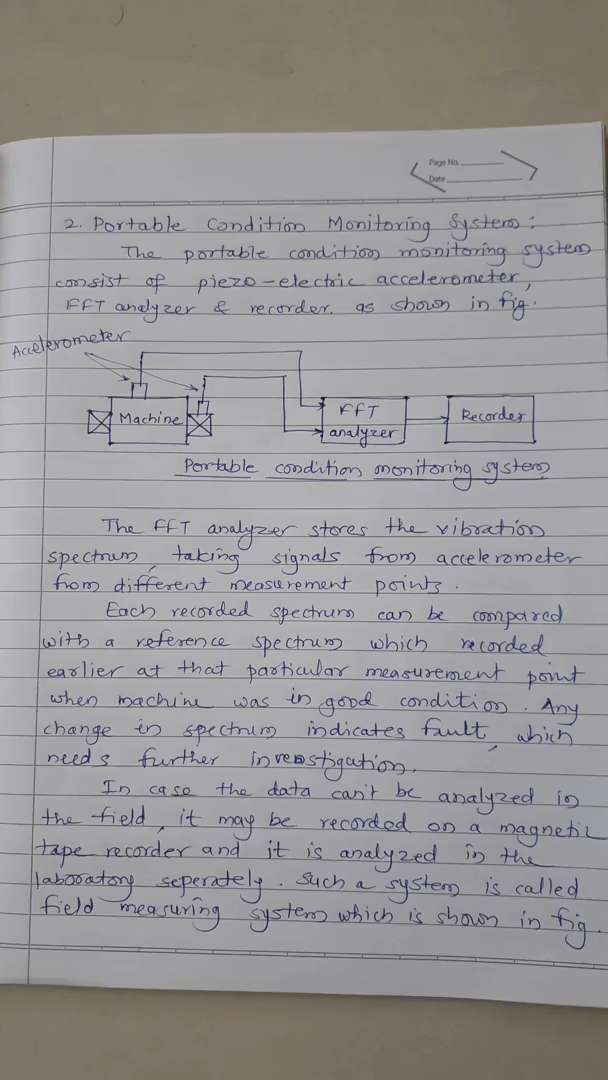 Page No.
Date
2. Portable Condition Monitoring System:
The portable condition monitoring system
consist of piezo-electric accelerometer,
FFT analyzer & recorder. as shown in fig.
Accelerometer
Machine
FFT
analyzer
Recorder
Portable condition monitoring system
The FFT analyzer stores the vibration
spectrum, taking signals from accelerometer
from different measurement points.
Each recorded spectrum can be compared
with a reference spectrum which recorded
earlier at that particular measurement point
when machine was in good condition. Any
change in spectrum indicates fault, which
needs further investigation.
In case the data can't be analyzed in
the field, it may be recorded on a magnetic
tape recorder and it is analyzed in the
laboratory seperately. Such a system is called
field measuring system which is shown in fig.